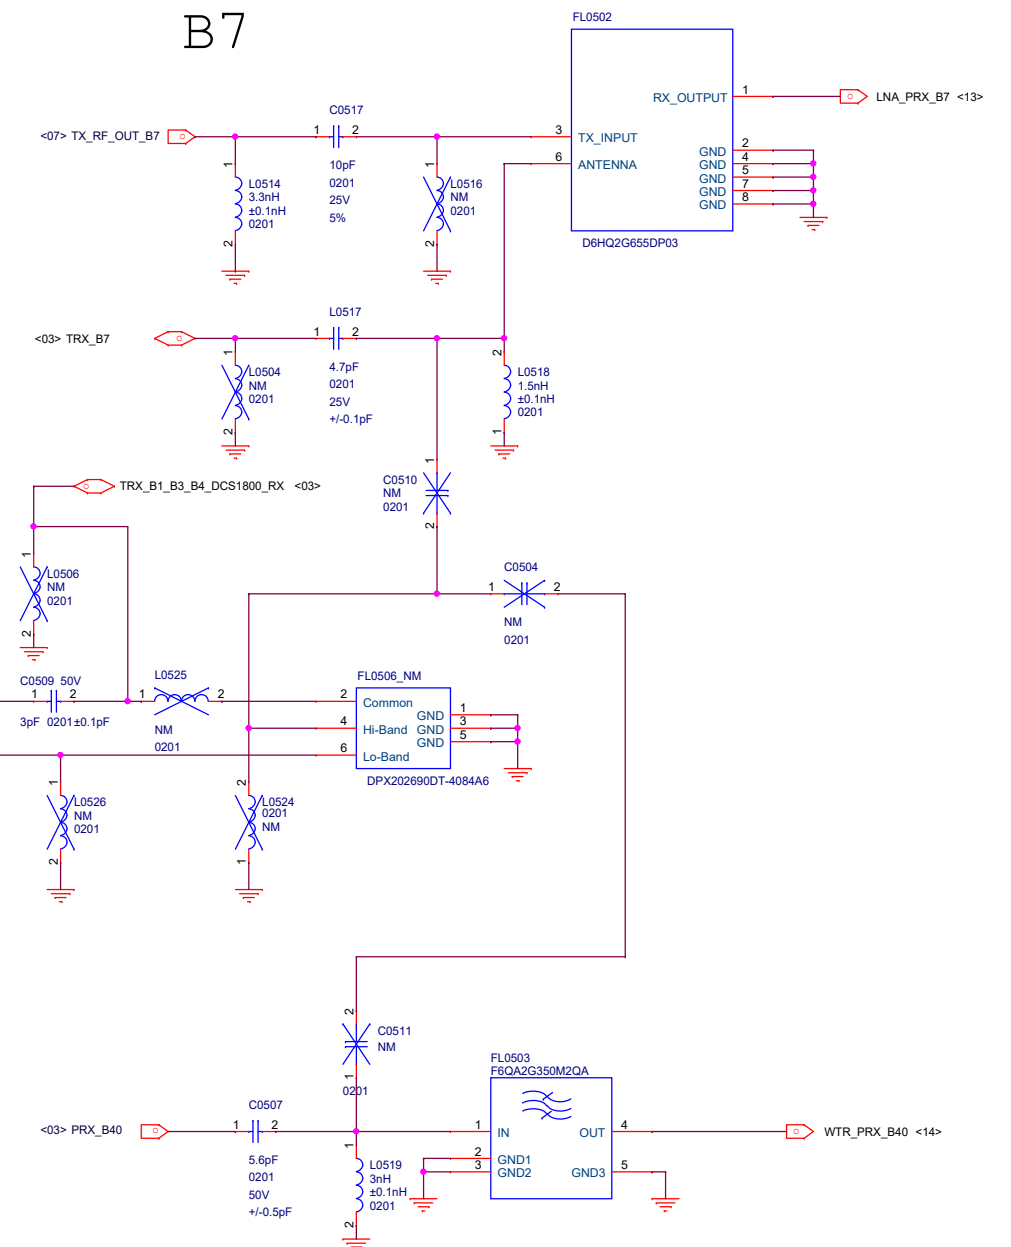 B7
FL0502
RX_OUTPUT
1
LNA_PRX_B7 <13>
<07> TX_RF_OUT_B7
C0517
1
2
3
TX_INPUT
6
ANTENNA
GND
2
GND
4
GND
5
GND
7
GND
8
10pF
0201
25V
5%
1
L0514
3.3nH
±0.1nH
0201
2
1
L0516
NM
0201
2
D6HQ2G655DP03
<03> TRX_B7
L0517
1
2
4.7pF
0201
25V
+/-0.1pF
1
L0504
NM
0201
2
2
L0518
1.5nH
±0.1nH
0201
1
TRX_B1_B3_B4_DCS1800_RX <03>
1
C0510
NM
0201
2
1
L0506
NM
0201
2
C0504
1
2
NM
0201
C0509 50V
1
2
3pF 0201±0.1pF
L0525
1
2
NM
0201
FL0506_NM
2
Common
4
Hi-Band
6
Lo-Band
GND
1
GND
3
GND
5
DPX202690DT-4084A6
1
L0526
NM
0201
2
2
L0524
0201
NM
1
2
C0511
NM
1
0201
FL0503
F6QA2G350M2QA
<03> PRX_B40
C0507
1
2
5.6pF
0201
50V
+/-0.5pF
1
L0519
3nH
±0.1nH
0201
2
1
IN
2
GND1
3
GND2
OUT
4
GND3
5
WTR_PRX_B40 <14>